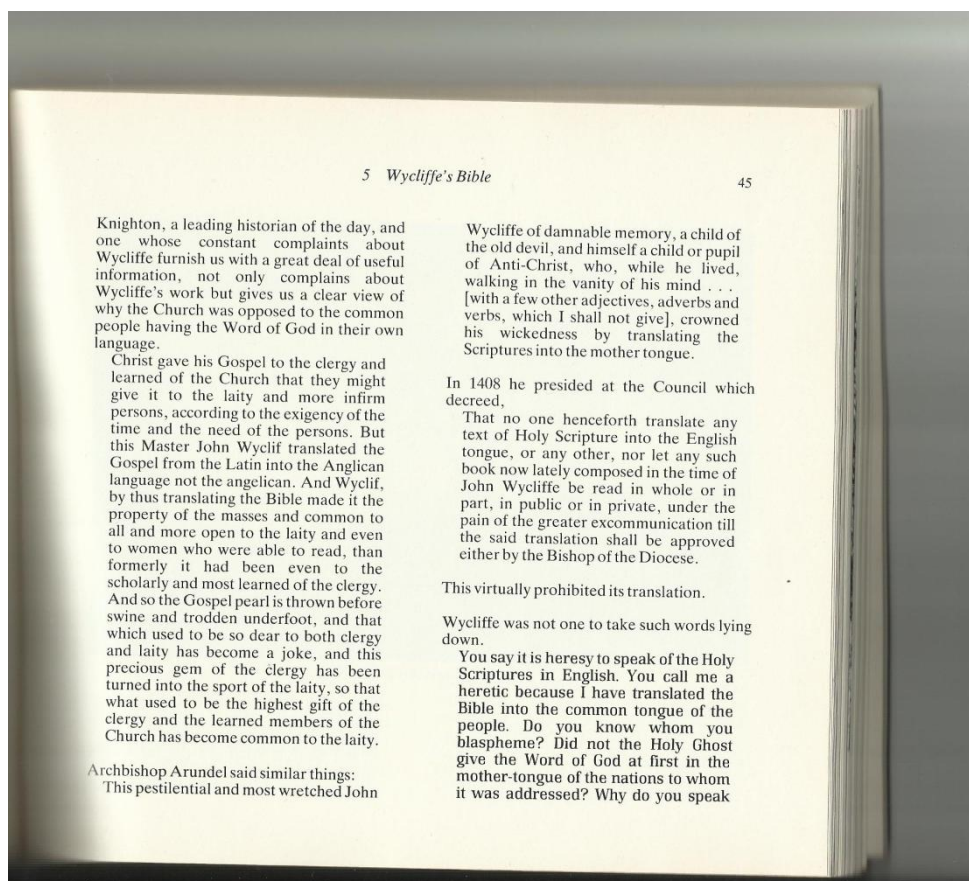 5 Wycliffe's Bible
45
Knighton, a leading historian of the day, and
one whose constant complaints about
Wycliffe furnish us with a great deal of useful
information, not only complains about
Wycliffe's work but gives us a clear view of
why the Church was opposed to the common
people having the Word of God in their own
language.
Christ gave his Gospel to the clergy and
learned of the Church that they might
give it to the laity and more infirm
persons, according to the exigency of the
time and the need of the persons. But
this Master John Wyclif translated the
Gospel from the Latin into the Anglican
language not the angelican. And Wyclif,
by thus translating the Bible made it the
property of the masses and common to
all and more open to the laity and even
to women who were able to read, than
formerly it had been even to the
scholarly and most learned of the clergy.
And so the Gospel pearl is thrown before
swine and trodden underfoot, and that
which used to be so dear to both clergy
and laity has become a joke, and this
precious gem of the clergy has been
turned into the sport of the laity, so that
what used to be the highest gift of the
clergy and the learned members of the
Church has become common to the laity.
Archbishop Arundel said similar things:
This pestilential and most wretched John
Wycliffe of damnable memory, a child of
the old devil, and himself a child or pupil
of Anti-Christ, who, while he lived,
walking in the vanity of his mind . . .
[with a few other adjectives, adverbs and
verbs, which I shall not give], crowned
his wickedness by translating the
Scriptures into the mother tongue.
In 1408 he presided at the Council which
decreed,
That no one henceforth translate any
text of Holy Scripture into the English
tongue, or any other, nor let any such
book now lately composed in the time of
John Wycliffe be read in whole or in
part, in public or in private, under the
pain of the greater excommunication till
the said translation shall be approved
either by the Bishop of the Diocese.
This virtually prohibited its translation.
Wycliffe was not one to take such words lying
down.
You say it is heresy to speak of the Holy
Scriptures in English. You call me a
heretic because I have translated the
Bible into the common tongue of the
people. Do you know whom you
blaspheme? Did not the Holy Ghost
give the Word of God at first in the
mother-tongue of the nations to whom
it was addressed? Why do you speak